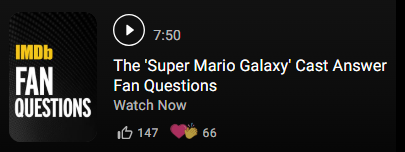 IMDb
FAN
QUESTIONS
7:50
The 'Super Mario Galaxy' Cast Answer
Fan Questions
Watch Now
147
66